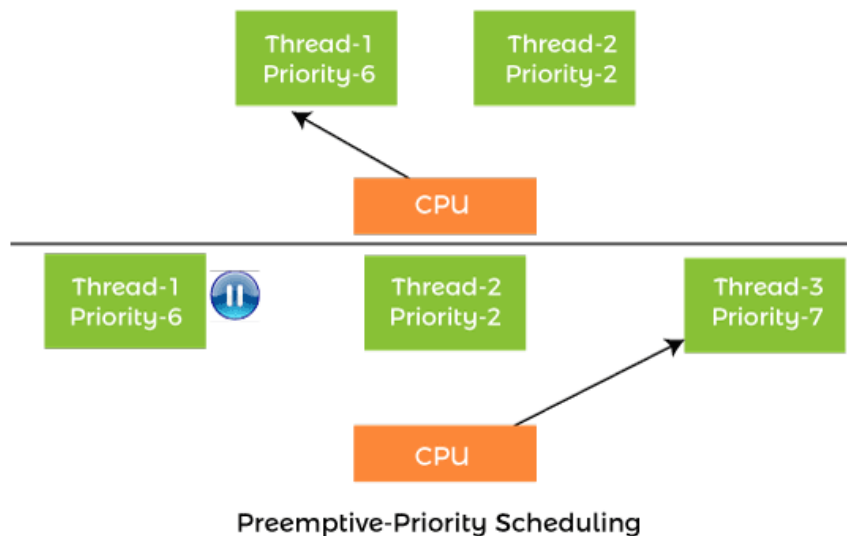 Thread-1
Priority-6
Thread-2
Priority-2
CPU
Thread-1
Priority-6
Thread-2
Priority-2
Thread-3
Priority-7
CPU
Preemptive-Priority Scheduling